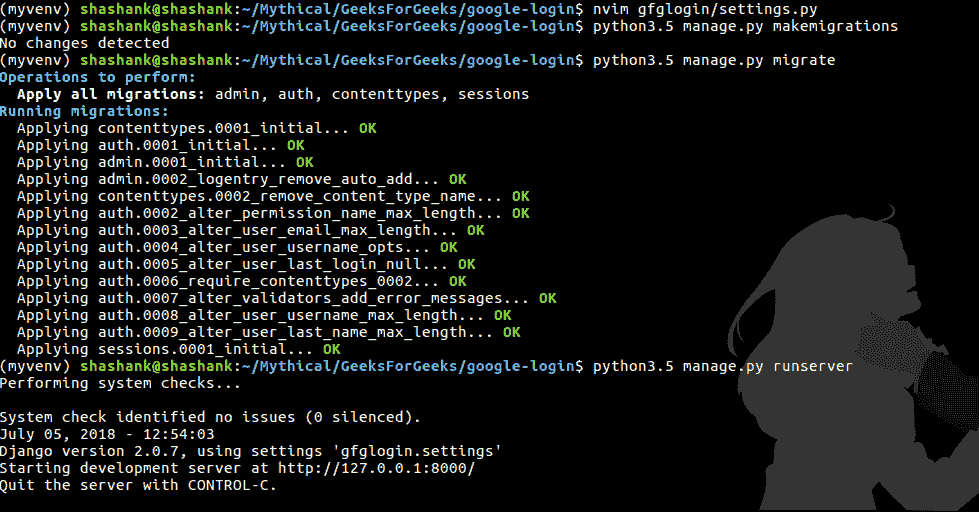 (myvenv) shashank@shashank:~/Mythical/GeeksForGeeks/google-login$ nvim gfglogin/settings.py
(myvenv) shashank@shashank:~/Mythical/GeeksForGeeks/google-login$ python3.5 manage.py makemigrations
No changes detected
(myvenv) shashank@shashank:~/Mythical/GeeksForGeeks/google-login$ python3.5 manage.py migrate
Operations to perform:
  Apply all migrations: admin, auth, contenttypes, sessions
Running migrations:
  Applying contenttypes.0001_initial... OK
  Applying auth.0001_initial... OK
  Applying admin.0001_initial... OK
  Applying admin.0002_logentry_remove_auto_add... OK
  Applying contenttypes.0002_remove_content_type_name... OK
  Applying auth.0002_alter_permission_name_max_length... OK
  Applying auth.0003_alter_user_email_max_length... OK
  Applying auth.0004_alter_user_username_opts... OK
  Applying auth.0005_alter_user_last_login_null... OK
  Applying auth.0006_require_contenttypes_0002... OK
  Applying auth.0007_alter_validators_add_error_messages... OK
  Applying auth.0008_alter_user_username_max_length... OK
  Applying auth.0009_alter_user_last_name_max_length... OK
  Applying sessions.0001_initial... OK
(myvenv) shashank@shashank:~/Mythical/GeeksForGeeks/google-login$ python3.5 manage.py runserver
Performing system checks...

System check identified no issues (0 silenced).
July 05, 2018 - 12:54:03
Django version 2.0.7, using settings 'gfglogin.settings'
Starting development server at http://127.0.0.1:8000/
Quit the server with CONTROL-C.